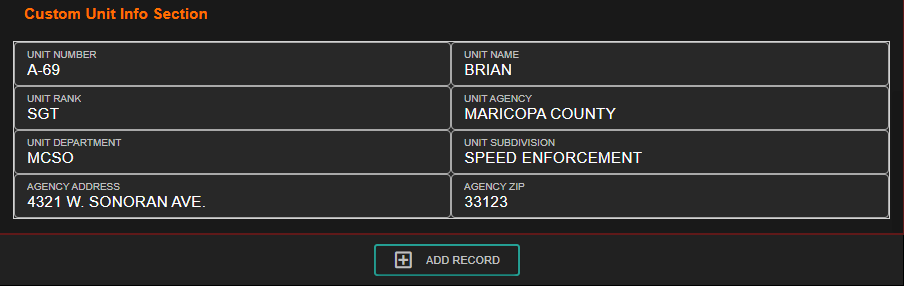 Custom Unit Info Section
UNIT NUMBER
A-69
UNIT NAME
BRIAN
UNIT RANK
SGT
UNIT AGENCY
MARICOPA COUNTY
UNIT DEPARTMENT
MCSO
UNIT SUBDIVISION
SPEED ENFORCEMENT
AGENCY ADDRESS
4321 W. SONORAN AVE.
AGENCY ZIP
33123
ADD RECORD